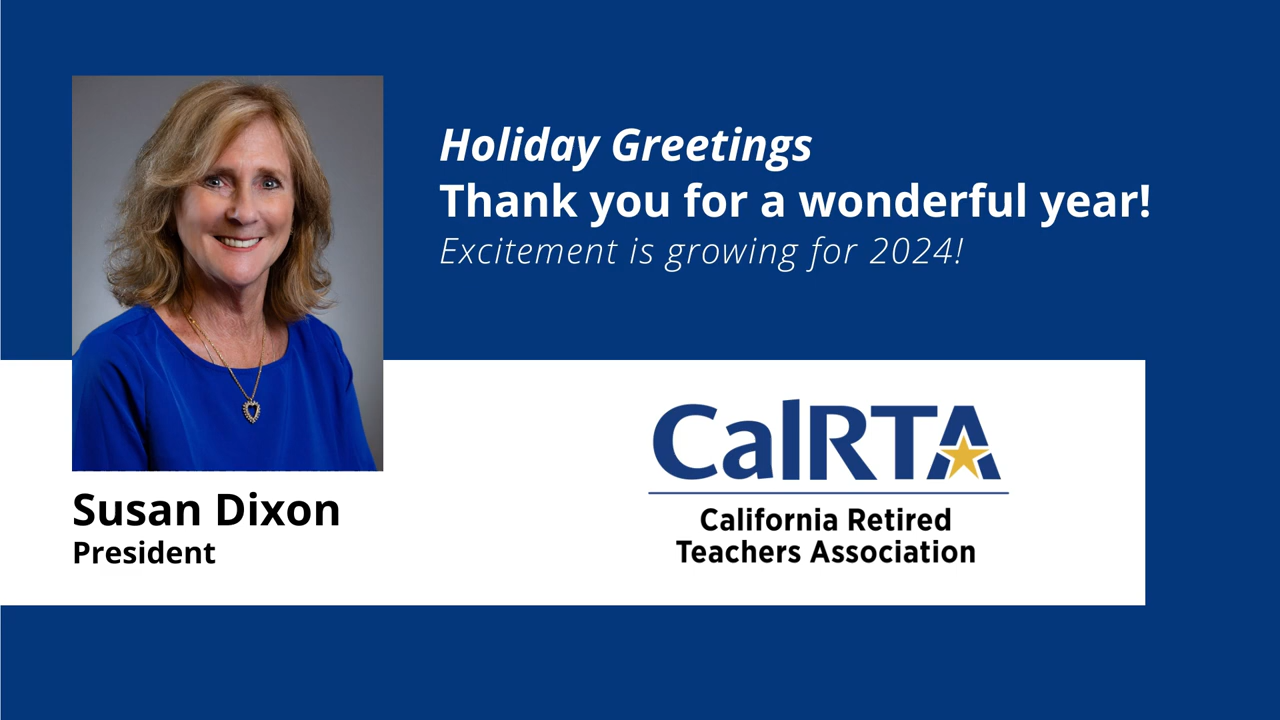 Holiday Greetings
Thank you for a wonderful year!
Excitement is growing for 2024!
Susan Dixon
President
CalRTA
California Retired
Teachers Association